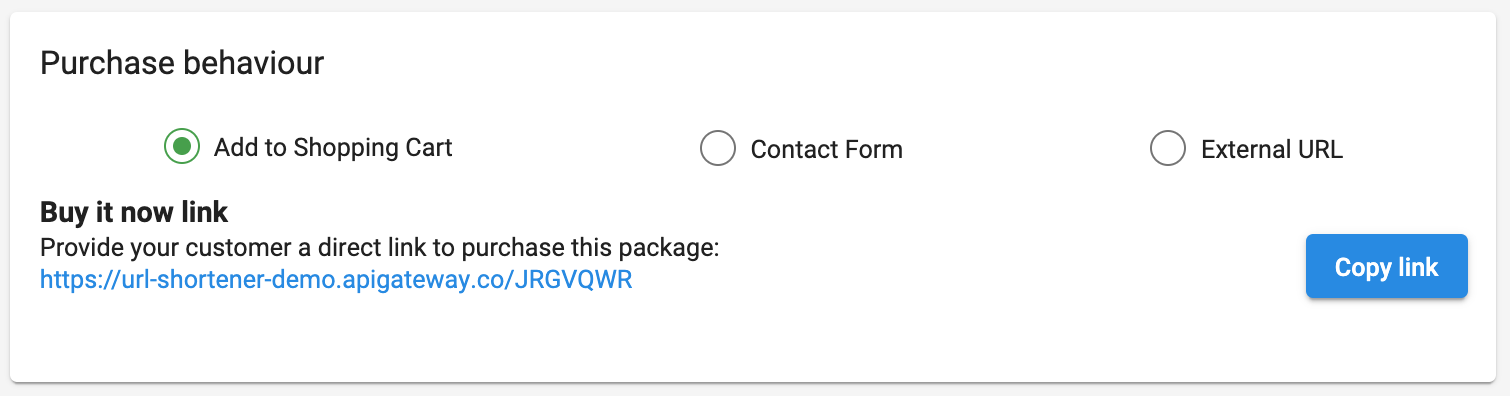 Purchase behaviour
Add to Shopping Cart
Contact Form
External URL
Buy it now link
Provide your customer a direct link to purchase this package:
https://url-shortener-demo.apigateway.co/JRGVQWR
Copy link